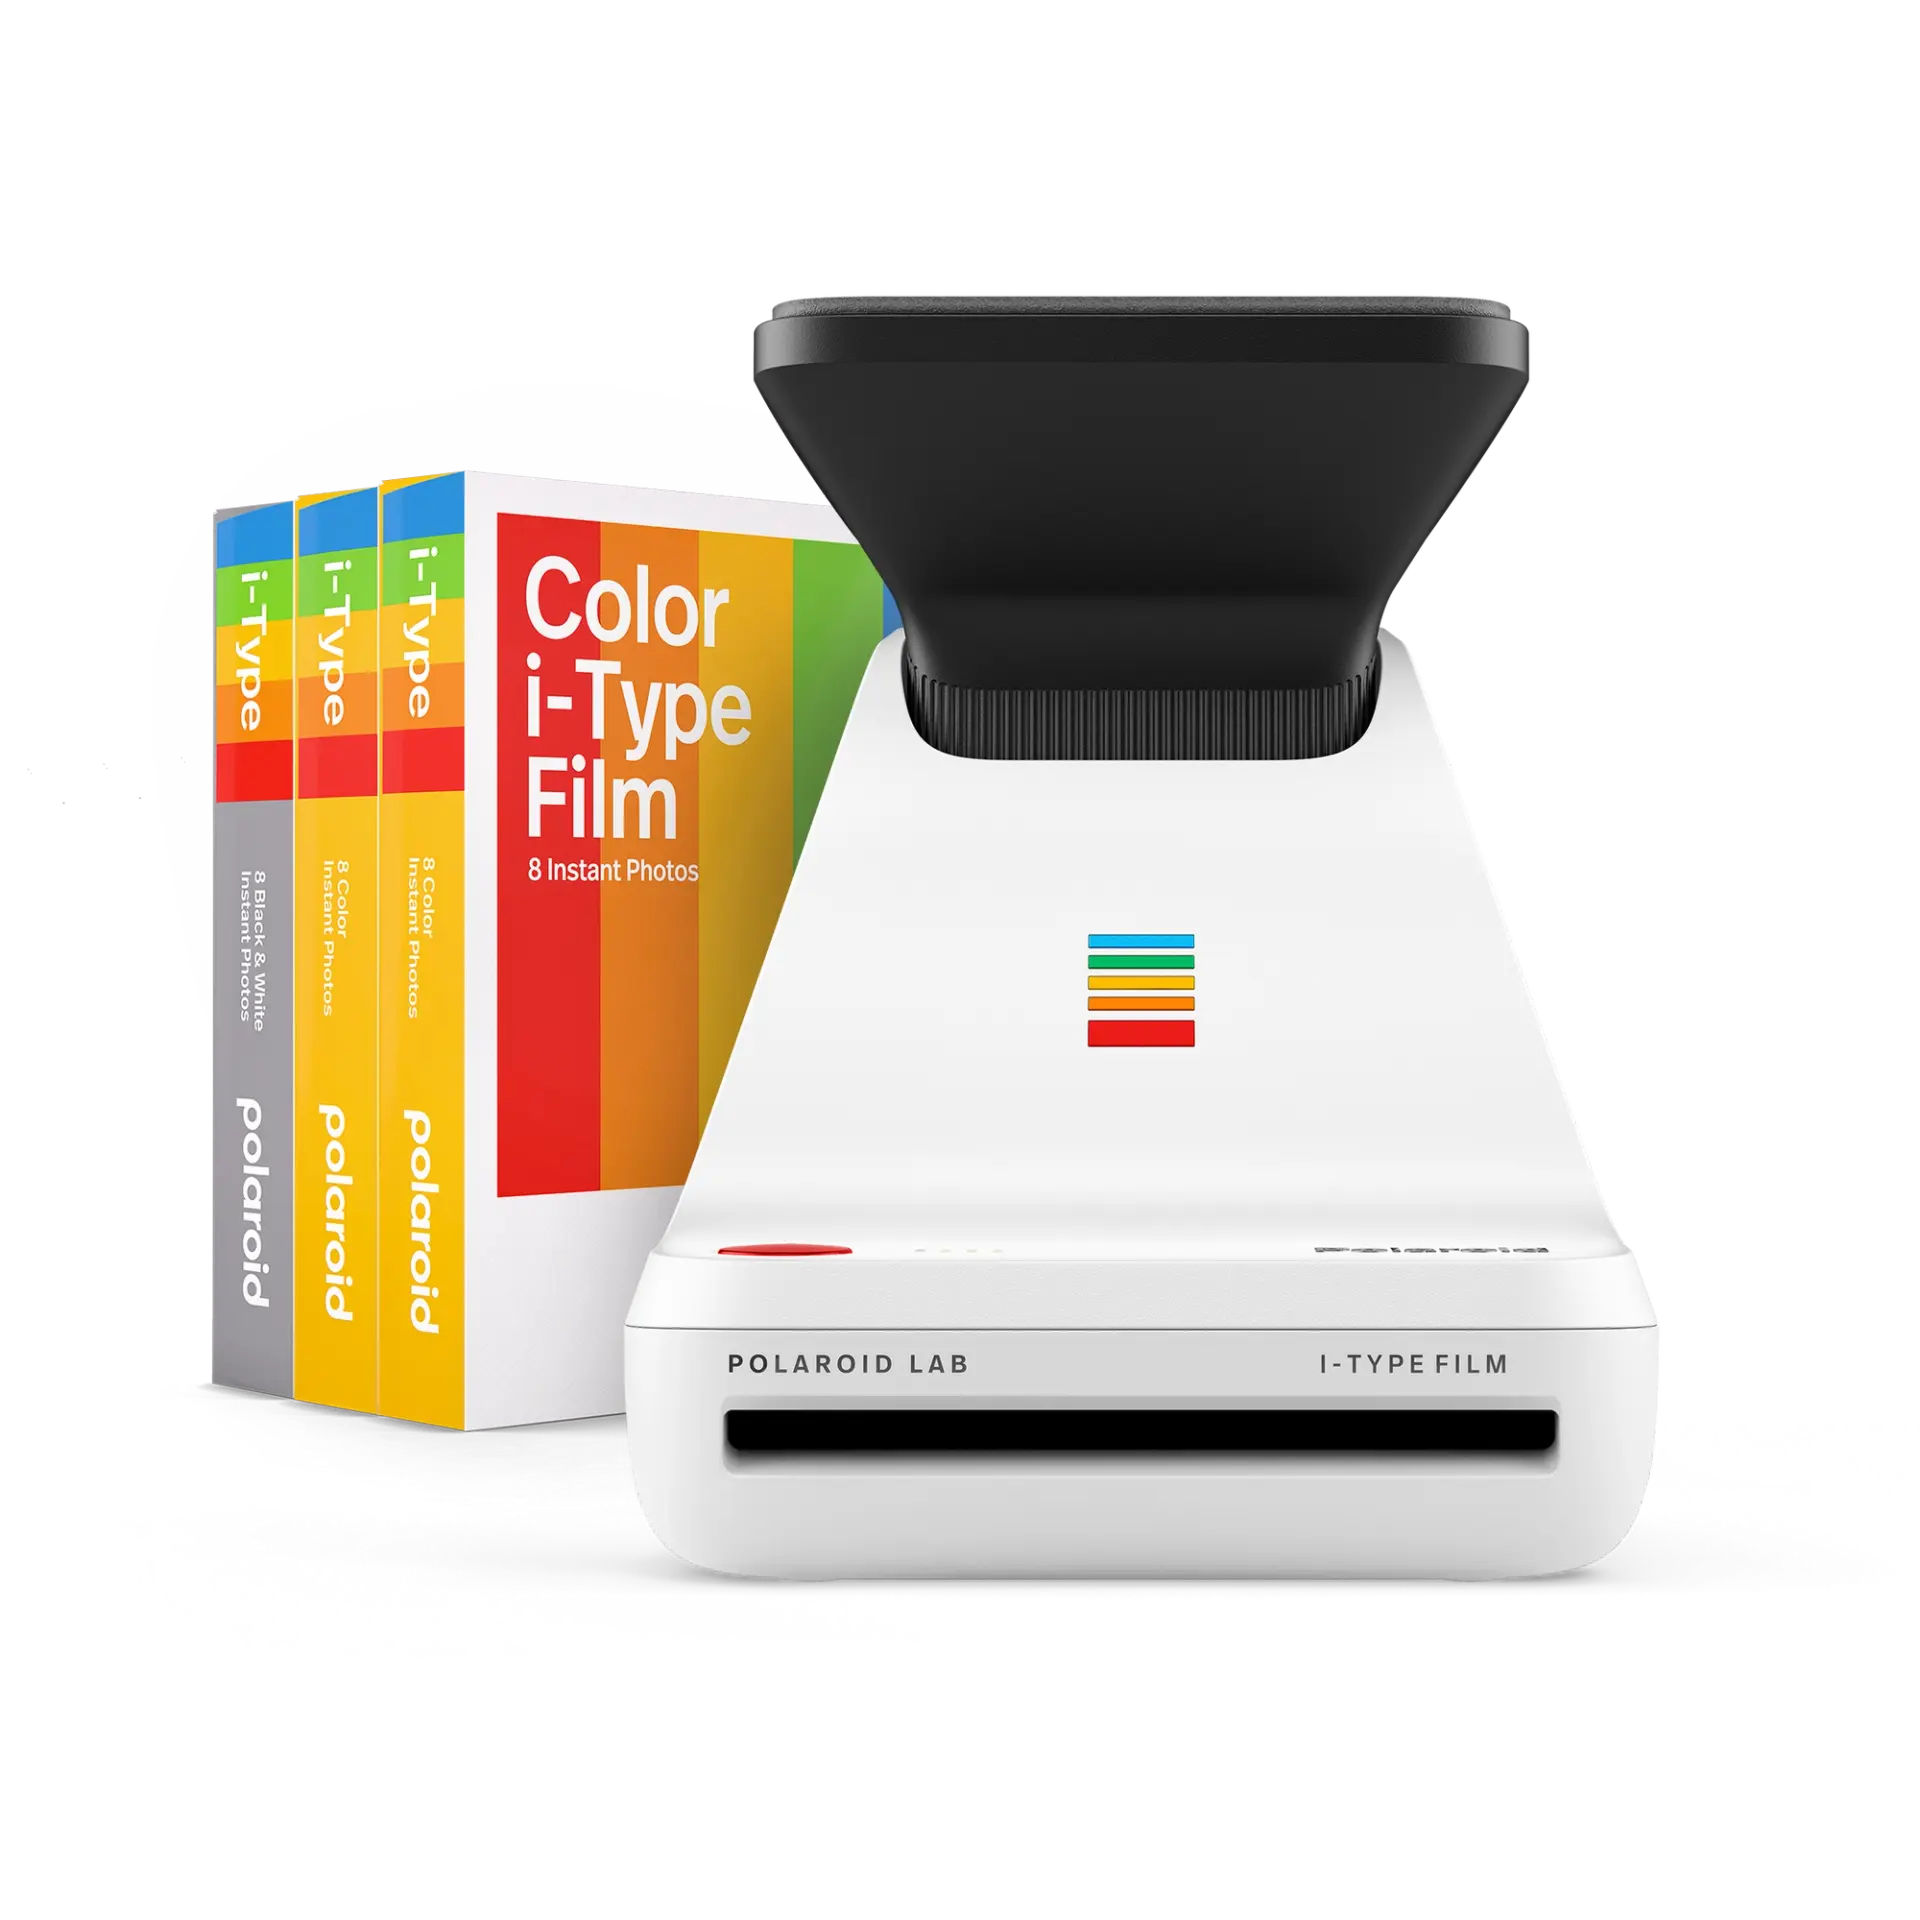 i-Type
8 Black & White
Instant Photos
polaroid
i-Type
8 Color
Instant Photos
polaroid
i-Type
8 Color
Instant Photos
polaroid
Color
i-Type
Film
8 Instant Photos
Polaroid
POLAROID LAB
I-TYPE FILM